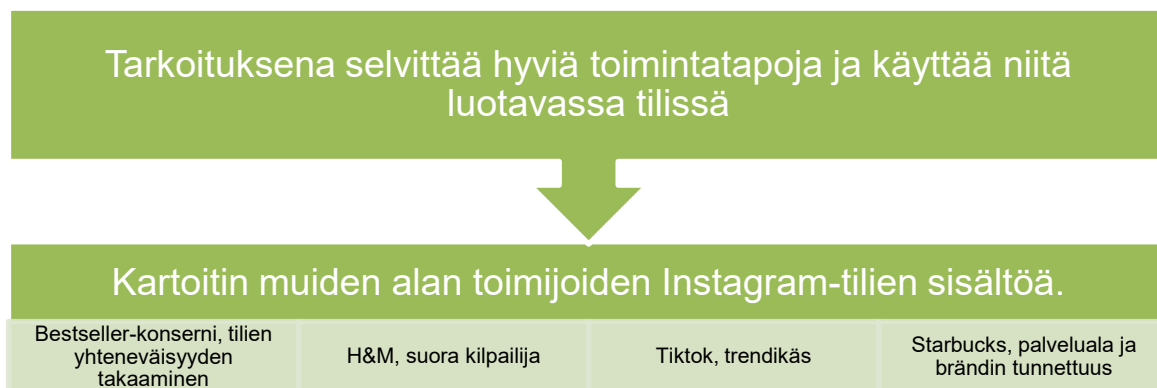 Tarkoituksena selvittää hyviä toimintatapoja ja käyttää niitä
luotavassa tilissä
Kartoitin muiden alan toimijoiden Instagram-tilien sisältöä.
Bestseller-konserni, tilien
yhteneväisyyden
takaaminen
H&M, suora kilpailija
Tiktok, trendikäs
Starbucks, palveluala ja
brändin tunnettuus